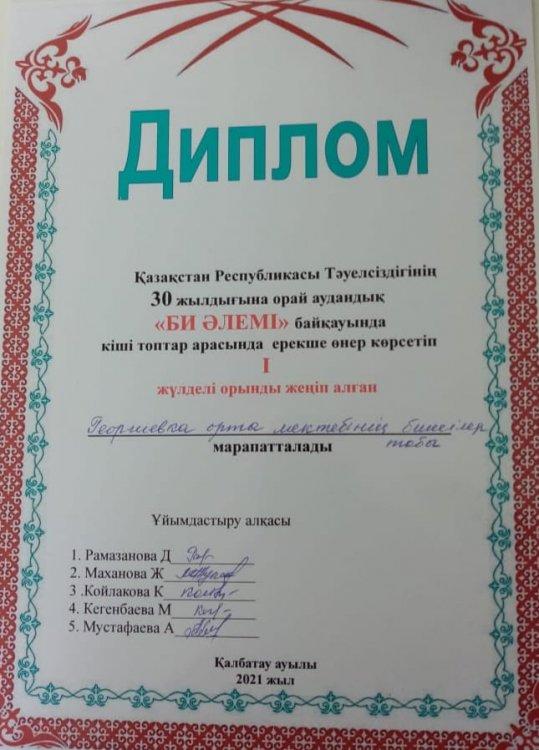 Диплом
Қазақстан Республикасы Тәуелсіздігінің
30 жылдығына орай аудандық
«БИ ӘЛЕМІ» байқауында
кіші топтар арасында ерекше өнер көрсетіп
I
жүлделі орынды жеңіп алған
Георгиевка орта мектебінің бишілер
марапатталады тобы
Ұйымдастыру алқасы
1. Рамазанова Д
2. Маханова Ж
3 .Койлакова К
4. Кегенбаева М
5. Мустафаева А
Қалбатау ауылы
2021 жыл